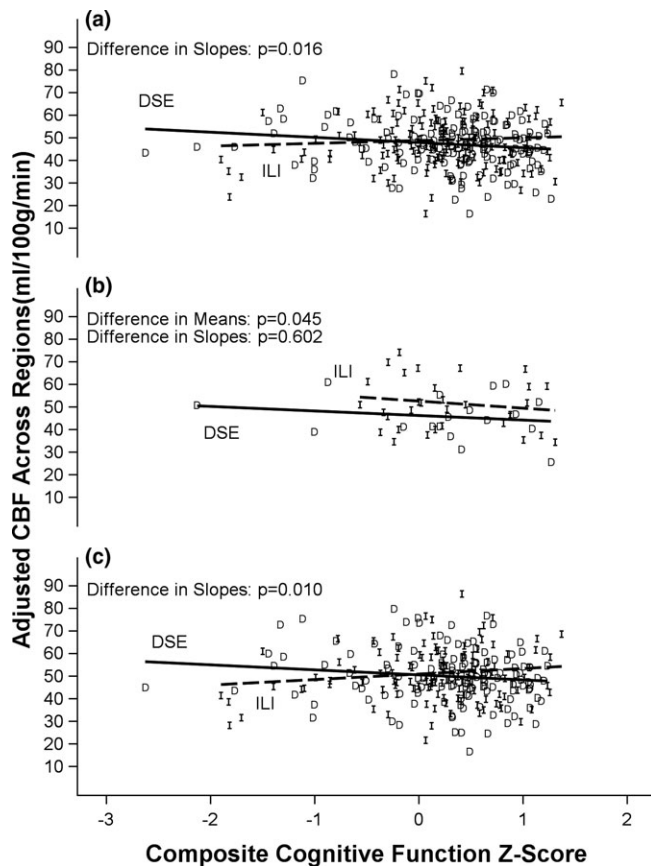 Adjusted CBF Across Regions(ml/100g/min)
(a)
Difference in Slopes: p=0.016
90
80
70
60
50
40
30
20
10
DSE
ILI
(b)
Difference in Means: p=0.045
Difference in Slopes: p=0.602
90
80
70
60
50
40
30
20
10
ILI
DSE
(c)
Difference in Slopes: p=0.010
90
80
70
60
50
40
30
20
10
DSE
ILI
-3 -2 -1 0 1 2
Composite Cognitive Function Z-Score